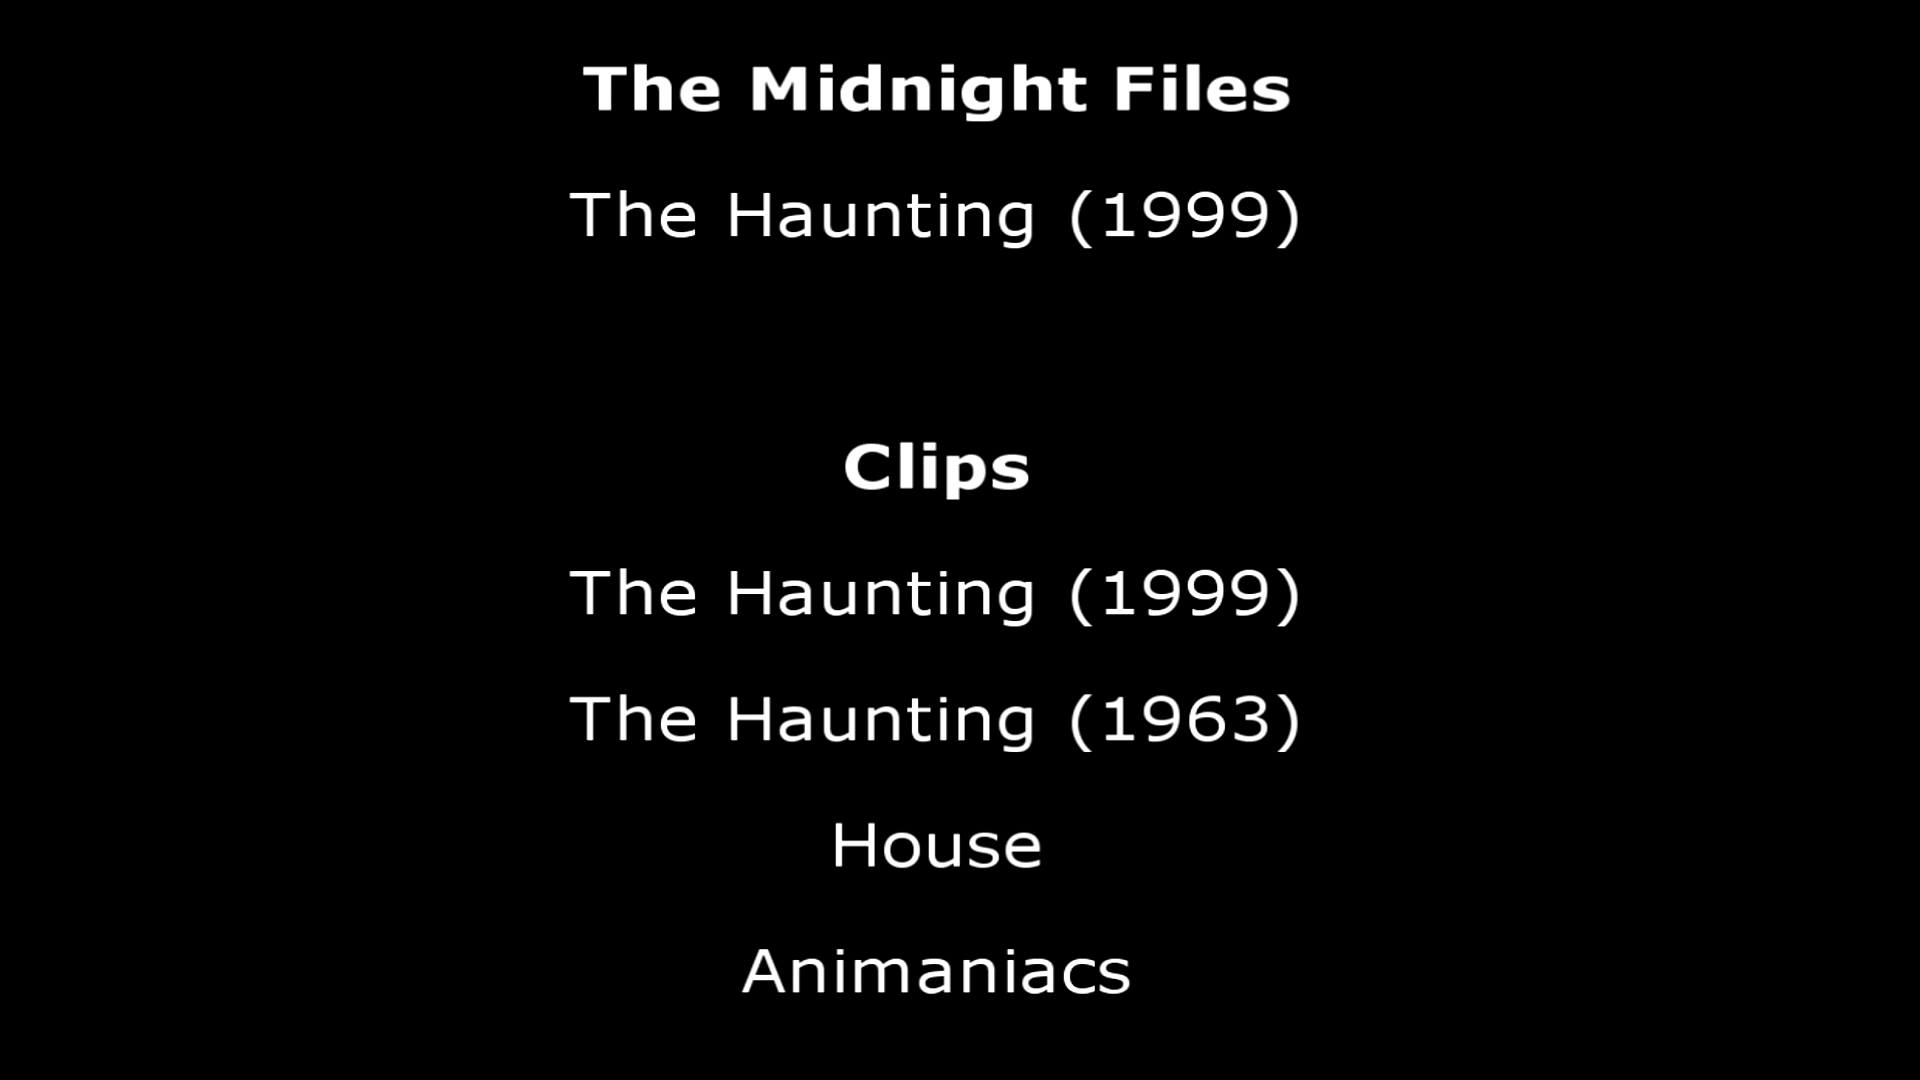 The Midnight Files
The Haunting (1999)
Clips
The Haunting (1999)
The Haunting (1963)
House
Animaniacs